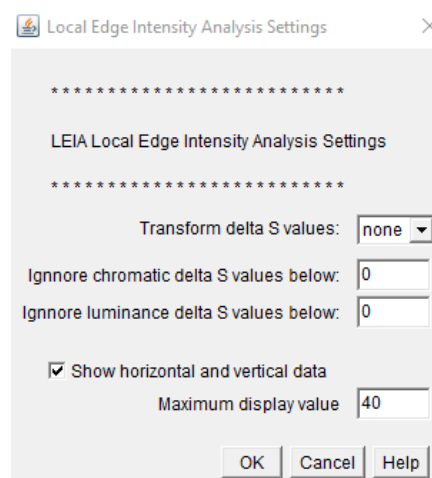 Local Edge Intensity Analysis Settings
* * * * * * * * * * * * * * * * * * * * * * * * * *
LEIA Local Edge Intensity Analysis Settings
* * * * * * * * * * * * * * * * * * * * * * * * * *
Transform delta S values: none
Ignnore chromatic delta S values below: 0
Ignnore luminance delta S values below: 0
Show horizontal and vertical data
Maximum display value 40
OK Cancel Help